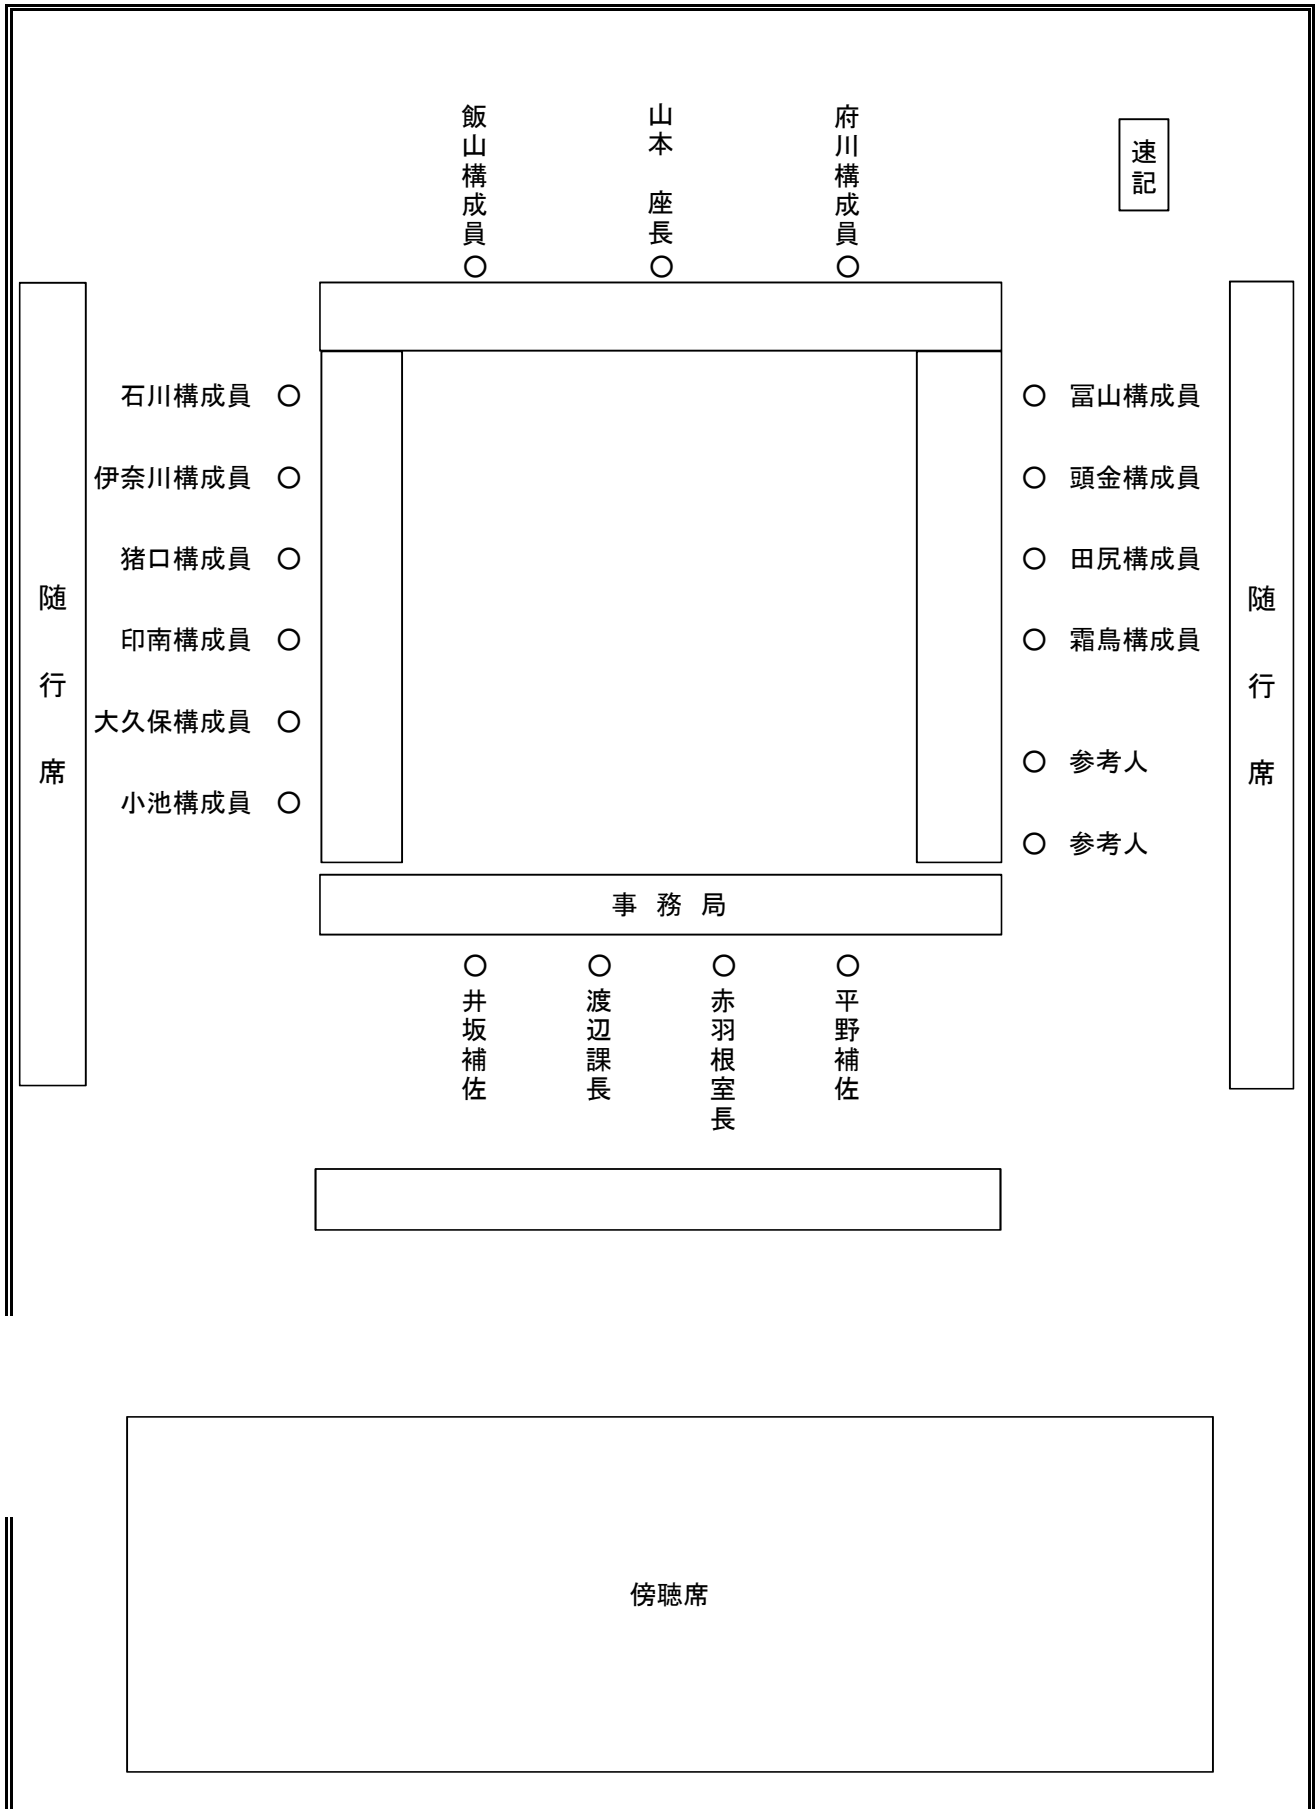 飯山構成員
山本　座長
府川構成員
速記
石川構成員
冨山構成員
伊奈川構成員
頭金構成員
猪口構成員
田尻構成員
印南構成員
霜鳥構成員
大久保構成員
参考人
小池構成員
参考人
随行席
随行席
事 務 局
井坂補佐
渡辺課長
赤羽根室長
平野補佐
傍聴席